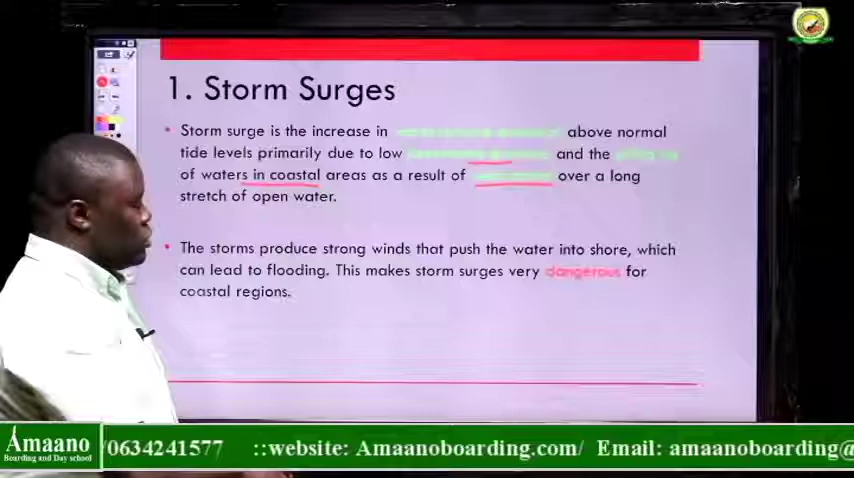 1. Storm Surges
• Storm surge is the increase in above normal
tide levels primarily due to low and the
of waters in coastal areas as a result of over a long
stretch of open water.
• The storms produce strong winds that push the water into shore, which
can lead to flooding. This makes storm surges very dangerous for
coastal regions.
Amaano
Boarding and Day school
/0634241577 ::website: Amaanoboarding.com/ Email: amaanoboarding@